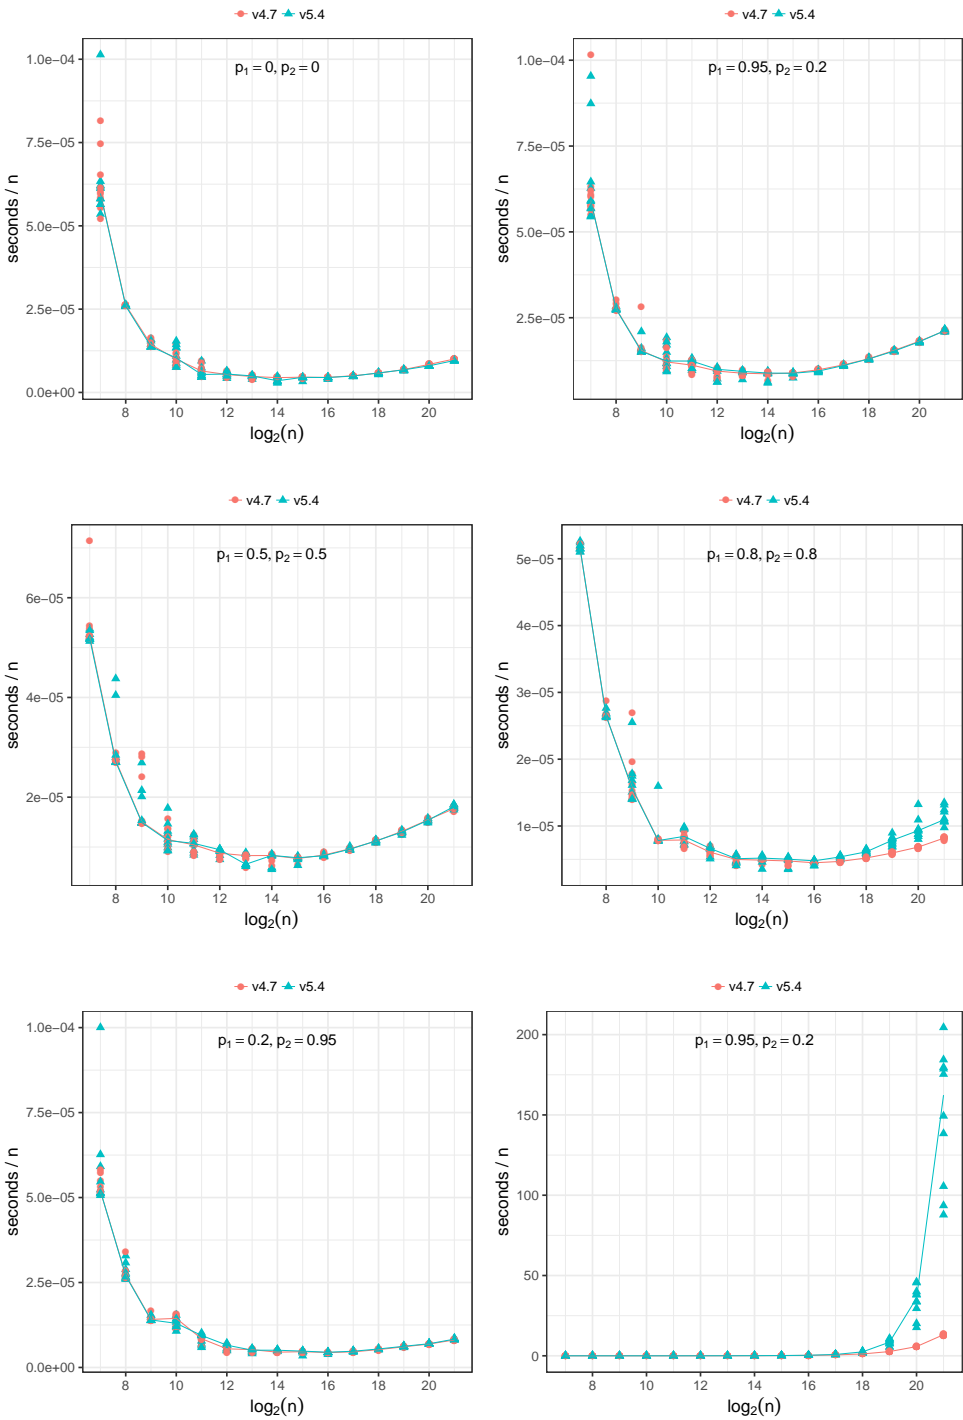 v4.7 v5.4
p1 = 0, p2 = 0
1.0e−04
7.5e−05
5.0e−05
2.5e−05
0.0e+00
seconds / n
8 10 12 14 16 18 20
log2(n)
v4.7 v5.4
p1 = 0.95, p2 = 0.2
1.0e−04
7.5e−05
5.0e−05
2.5e−05
seconds / n
8 10 12 14 16 18 20
log2(n)
v4.7 v5.4
p1 = 0.5, p2 = 0.5
6e−05
4e−05
2e−05
seconds / n
8 10 12 14 16 18 20
log2(n)
v4.7 v5.4
p1 = 0.8, p2 = 0.8
5e−05
4e−05
3e−05
2e−05
1e−05
seconds / n
8 10 12 14 16 18 20
log2(n)
v4.7 v5.4
p1 = 0.2, p2 = 0.95
1.0e−04
7.5e−05
5.0e−05
2.5e−05
0.0e+00
seconds / n
8 10 12 14 16 18 20
log2(n)
v4.7 v5.4
p1 = 0.95, p2 = 0.2
200
150
100
50
0
seconds / n
8 10 12 14 16 18 20
log2(n)